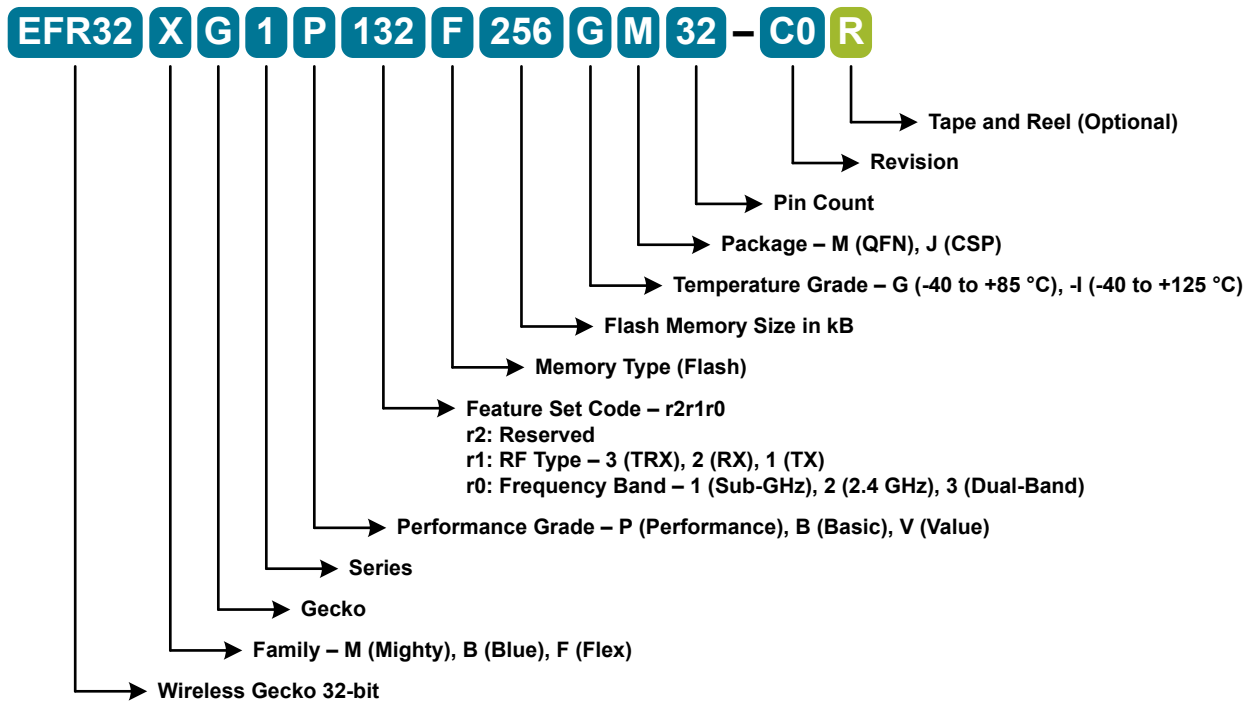 EFR32 X G 1 P 132 F 256 G M 32 – C0 R
Tape and Reel (Optional)
Revision
Pin Count
Package – M (QFN), J (CSP)
Temperature Grade – G (-40 to +85 °C), -I (-40 to +125 °C)
Flash Memory Size in kB
Memory Type (Flash)
Feature Set Code – r2r1r0
r2: Reserved
r1: RF Type – 3 (TRX), 2 (RX), 1 (TX)
r0: Frequency Band – 1 (Sub-GHz), 2 (2.4 GHz), 3 (Dual-Band)
Performance Grade – P (Performance), B (Basic), V (Value)
Series
Gecko
Family – M (Mighty), B (Blue), F (Flex)
Wireless Gecko 32-bit